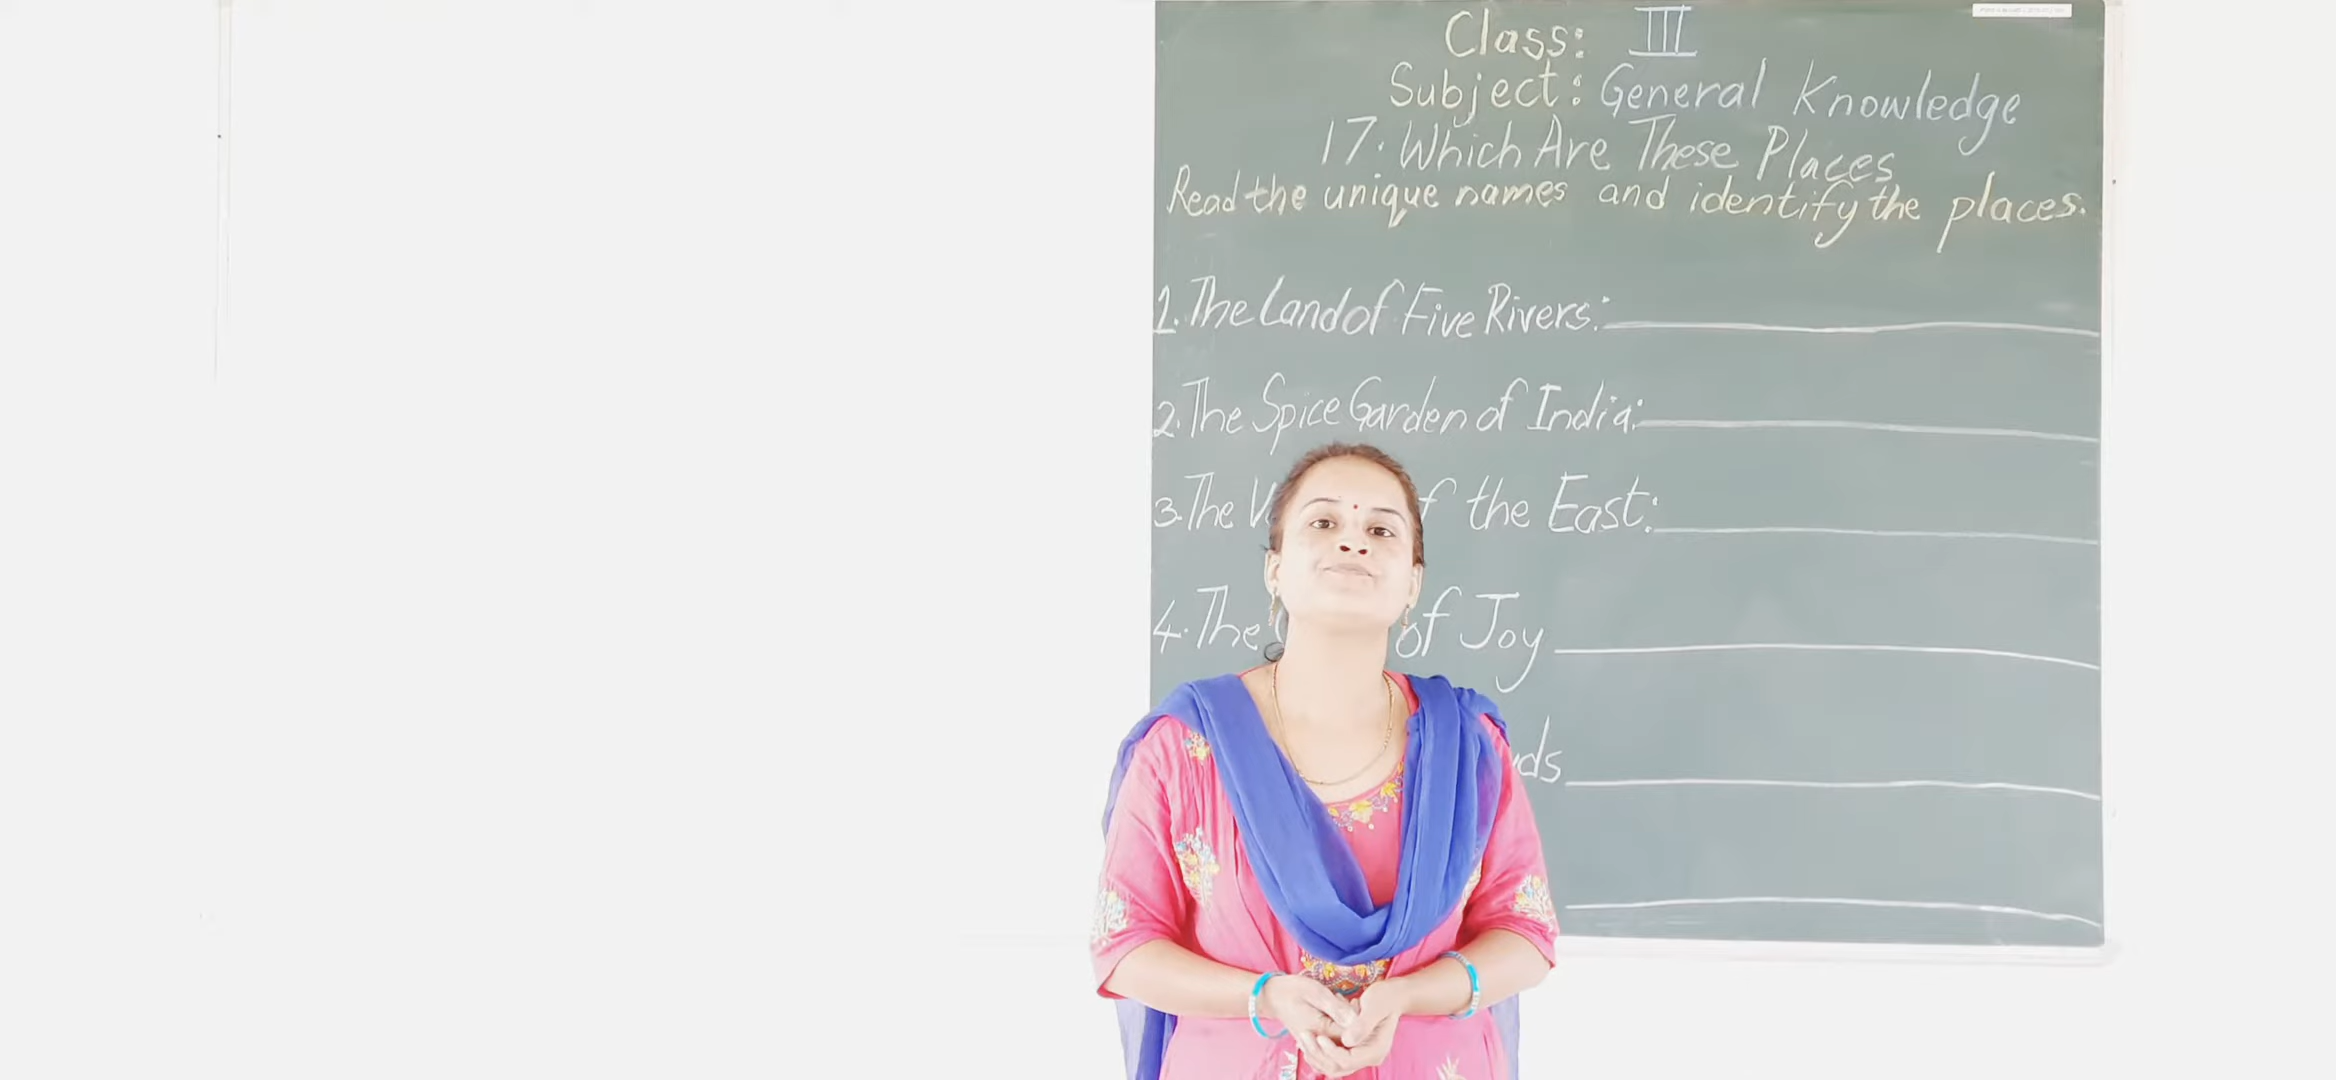 Class: III
Subject: General Knowledge
17. Which Are These Places
Read the unique names and identify the places.
1. The Land of Five Rivers:
2. The Spice Garden of India:
3. The of the East:
4. The of Joy